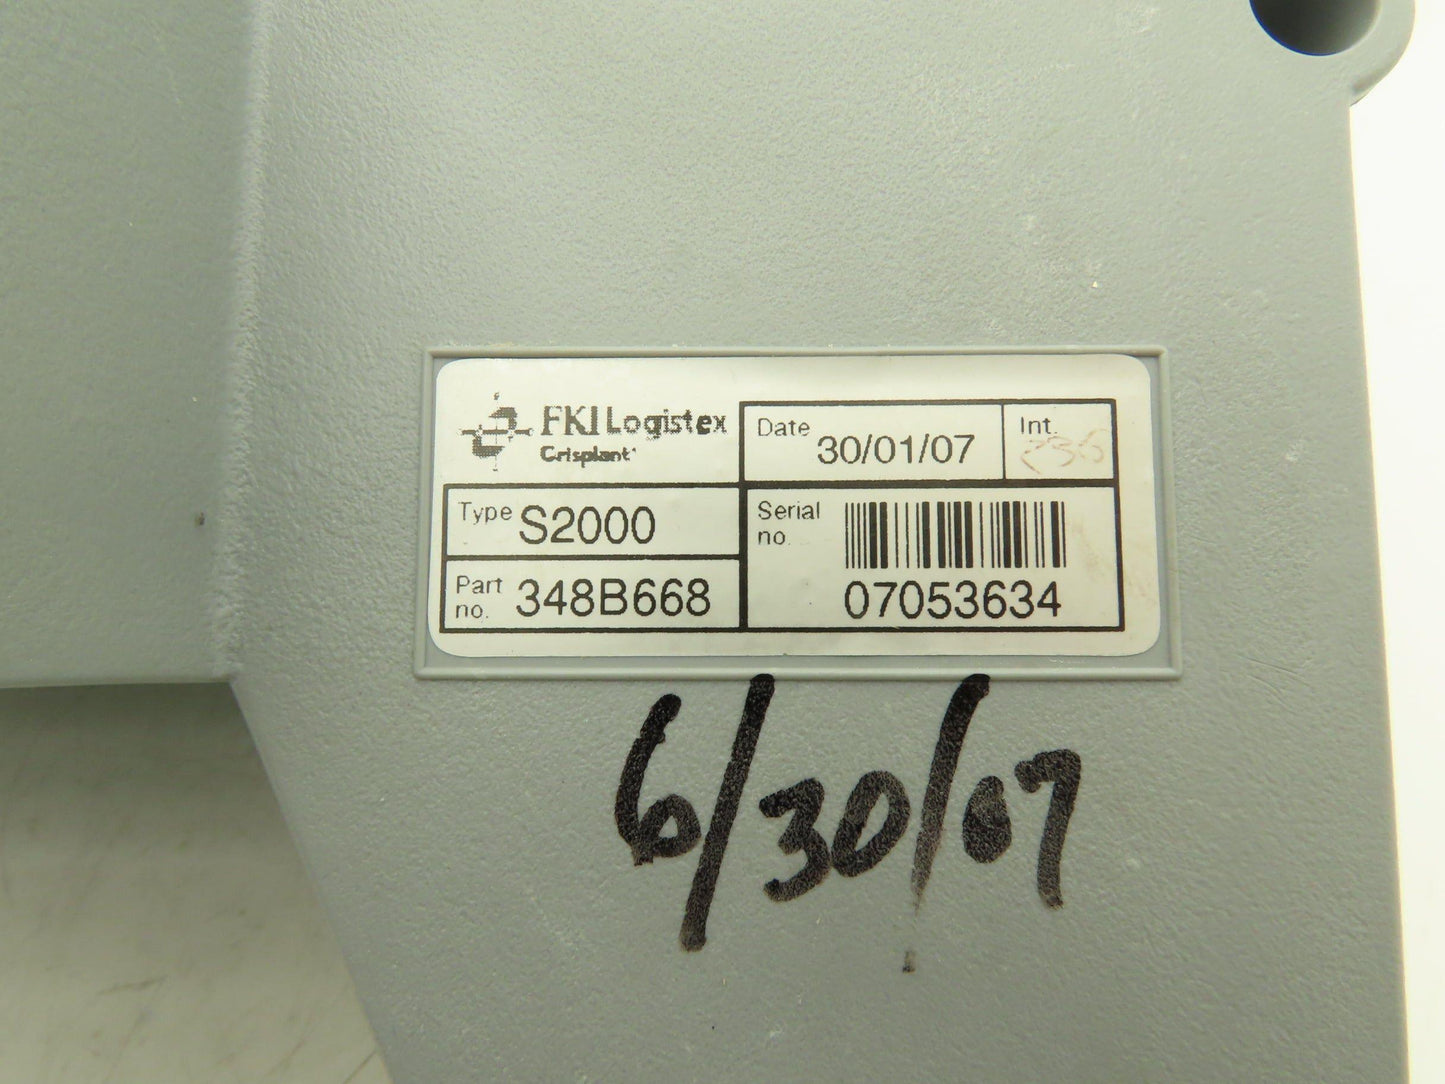 FKI Logistex
Crisplant
Date 30/01/07 Int. 236
Type S2000
Serial no. 07053634
Part no. 348B668
6/30/07